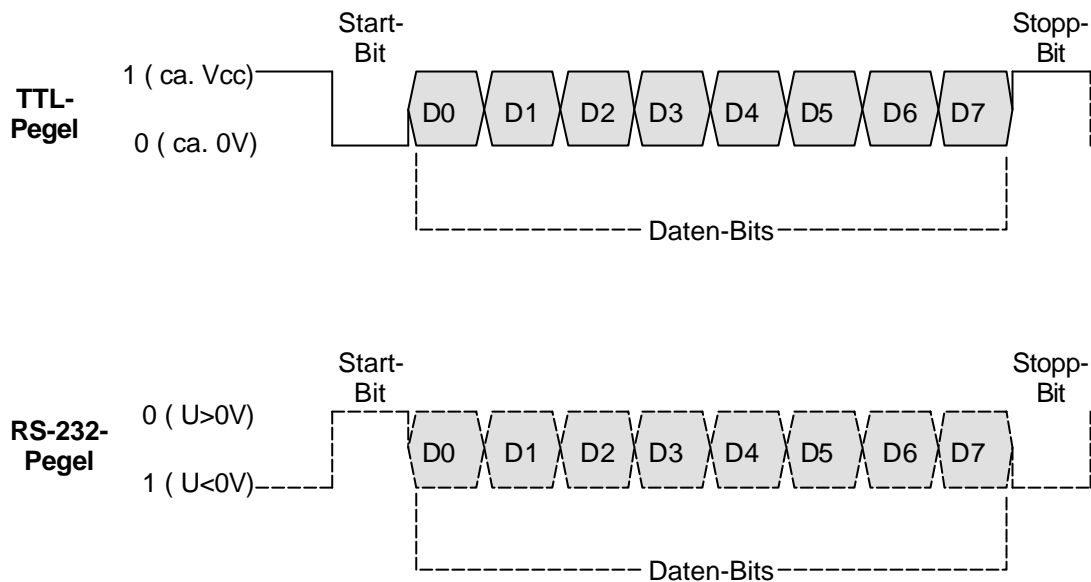 Start-
Bit
Stopp-
Bit
TTL-
Pegel
1 ( ca. Vcc)
0 ( ca. 0V)
D0 D1 D2 D3 D4 D5 D6 D7
Daten-Bits
Start-
Bit
Stopp-
Bit
RS-232-
Pegel
0 ( U>0V)
1 ( U<0V)
D0 D1 D2 D3 D4 D5 D6 D7
Daten-Bits